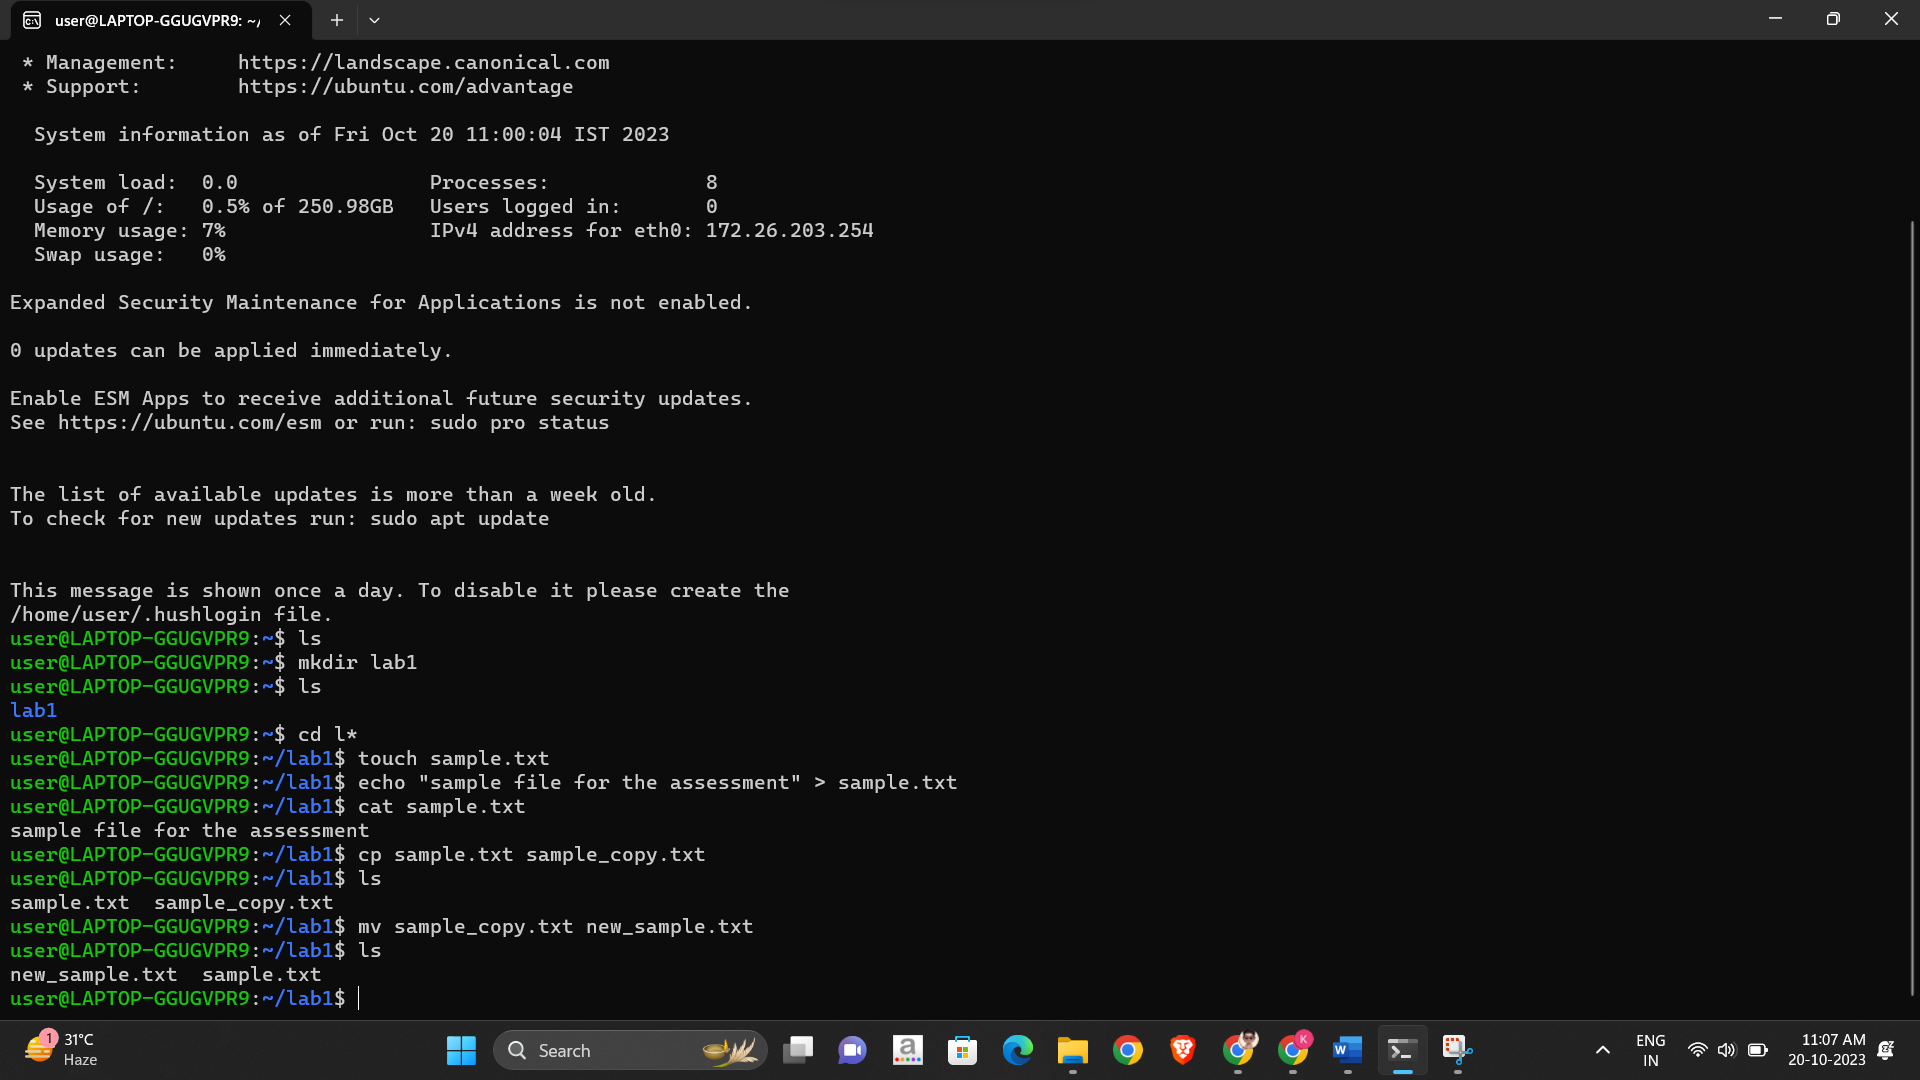 user@LAPTOP-GGUGVPR9: ~/
* Management:     https://landscape.canonical.com
* Support:        https://ubuntu.com/advantage
System information as of Fri Oct 20 11:00:04 IST 2023
System load:  0.0                Processes:             8
Usage of /:   0.5% of 250.98GB   Users logged in:       0
Memory usage: 7%                 IPv4 address for eth0: 172.26.203.254
Swap usage:   0%
Expanded Security Maintenance for Applications is not enabled.
0 updates can be applied immediately.
Enable ESM Apps to receive additional future security updates.
See https://ubuntu.com/esm or run: sudo pro status
The list of available updates is more than a week old.
To check for new updates run: sudo apt update
This message is shown once a day. To disable it please create the
/home/user/.hushlogin file.
user@LAPTOP-GGUGVPR9:~$ ls
user@LAPTOP-GGUGVPR9:~$ mkdir lab1
user@LAPTOP-GGUGVPR9:~$ ls
lab1
user@LAPTOP-GGUGVPR9:~$ cd l*
user@LAPTOP-GGUGVPR9:~/lab1$ touch sample.txt
user@LAPTOP-GGUGVPR9:~/lab1$ echo "sample file for the assessment" > sample.txt
user@LAPTOP-GGUGVPR9:~/lab1$ cat sample.txt
sample file for the assessment
user@LAPTOP-GGUGVPR9:~/lab1$ cp sample.txt sample_copy.txt
user@LAPTOP-GGUGVPR9:~/lab1$ ls
sample.txt  sample_copy.txt
user@LAPTOP-GGUGVPR9:~/lab1$ mv sample_copy.txt new_sample.txt
user@LAPTOP-GGUGVPR9:~/lab1$ ls
new_sample.txt  sample.txt
user@LAPTOP-GGUGVPR9:~/lab1$
1
31°C
Haze
Search
a
K
W
ENG
IN
11:07 AM
20-10-2023